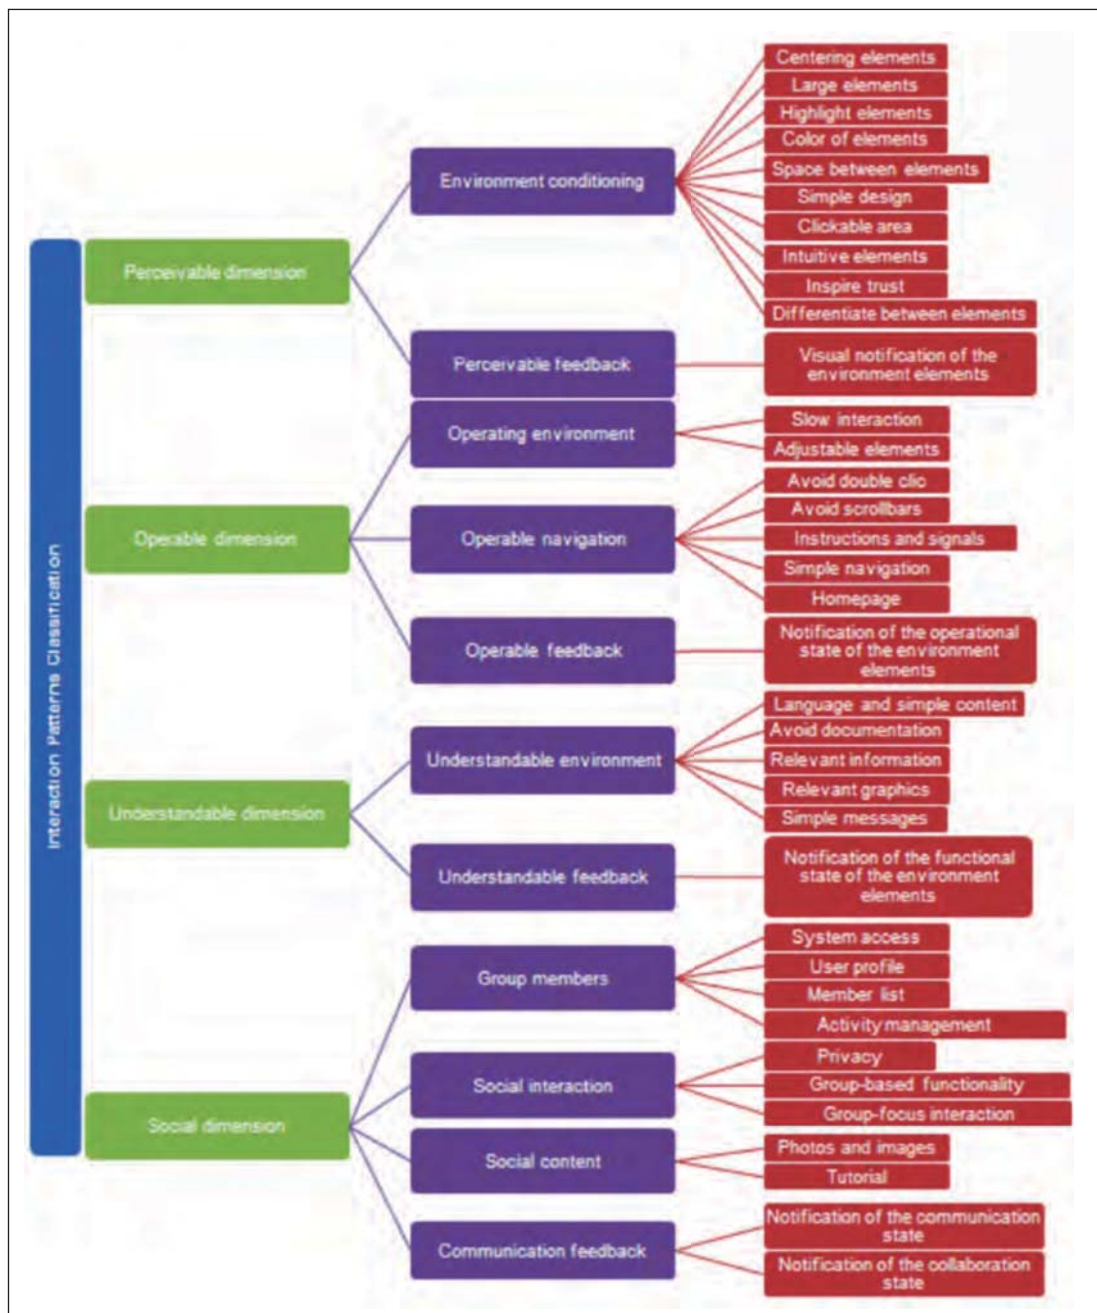 Interaction Patterns Classification
Perceivable dimension
Environment conditioning
Centering elements
Large elements
Highlight elements
Color of elements
Space between elements
Simple design
Clickable area
Intuitive elements
Inspire trust
Differentiate between elements
Perceivable feedback
Visual notification of the
environment elements
Operable dimension
Operating environment
Slow interaction
Adjustable elements
Operable navigation
Avoid double clic
Avoid scrollbars
Instructions and signals
Simple navigation
Homepage
Operable feedback
Notification of the operational
state of the environment
elements
Understandable dimension
Understandable environment
Language and simple content
Avoid documentation
Relevant information
Relevant graphics
Simple messages
Understandable feedback
Notification of the functional
state of the environment
elements
Social dimension
Group members
System access
User profile
Member list
Activity management
Social interaction
Privacy
Group-based functionality
Group-focus interaction
Social content
Photos and images
Tutorial
Communication feedback
Notification of the communication
state
Notification of the collaboration
state